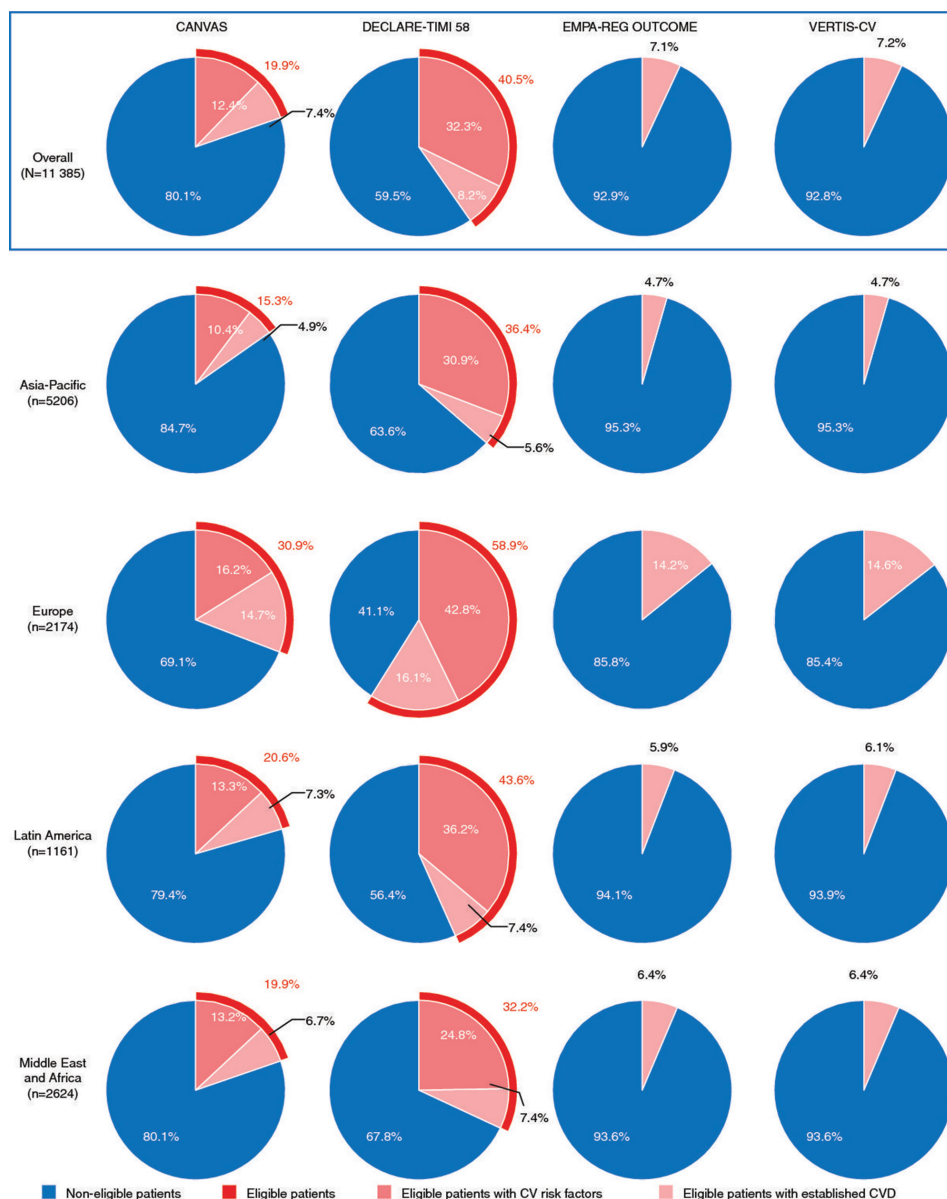 CANVAS DECLARE-TIMI 58 EMPA-REG OUTCOME VERTIS-CV
19.9% 40.5% 7.1% 7.2%
12.4% 7.4% 32.3%
Overall
(N=11 385)
80.1% 59.5% 8.2% 92.9% 92.8%
15.3% 36.4% 4.7% 4.7%
10.4% 4.9% 30.9%
Asia-Pacific
(n=5206)
84.7% 63.6% 5.6% 95.3% 95.3%
30.9% 58.9%
16.2% 14.7% 41.1% 42.8% 14.2% 14.6%
Europe
(n=2174)
69.1% 16.1% 85.8% 85.4%
20.6% 43.6% 5.9% 6.1%
13.3% 7.3% 36.2%
Latin America
(n=1161)
79.4% 56.4% 7.4% 94.1% 93.9%
19.9% 32.2% 6.4% 6.4%
13.2% 6.7% 24.8%
Middle East
and Africa
(n=2624)
80.1% 67.8% 7.4% 93.6% 93.6%
Non-eligible patients Eligible patients Eligible patients with CV risk factors Eligible patients with established CVD